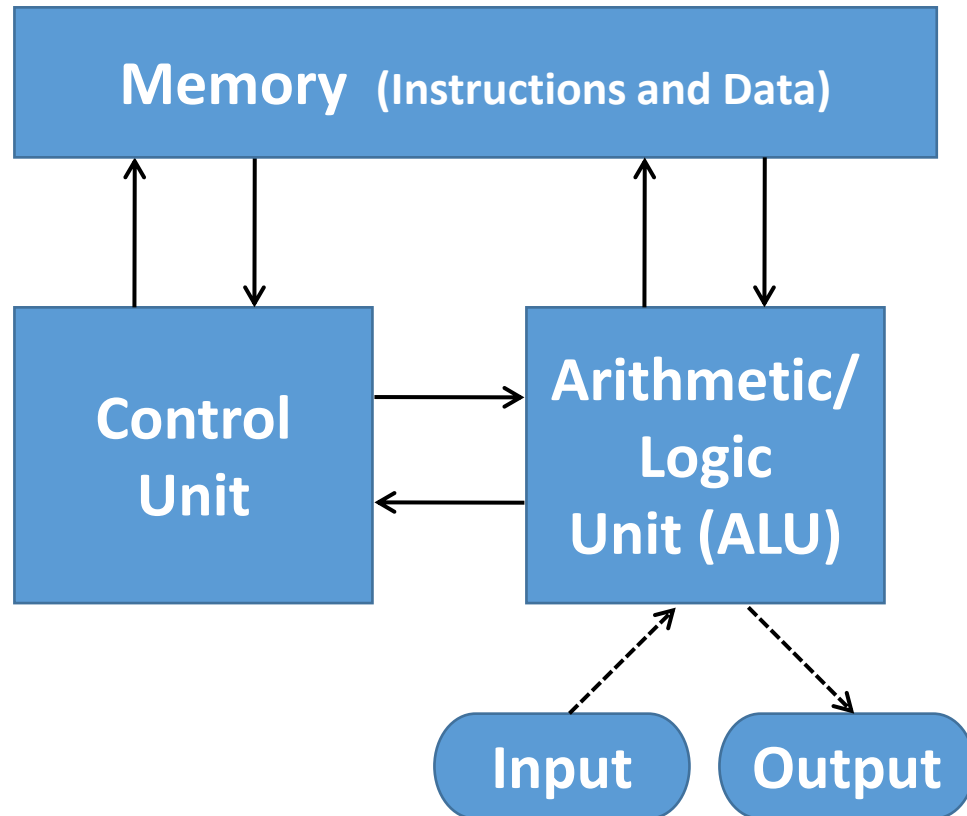 Memory (Instructions and Data)
Control
Unit
Arithmetic/
Logic
Unit (ALU)
Input
Output